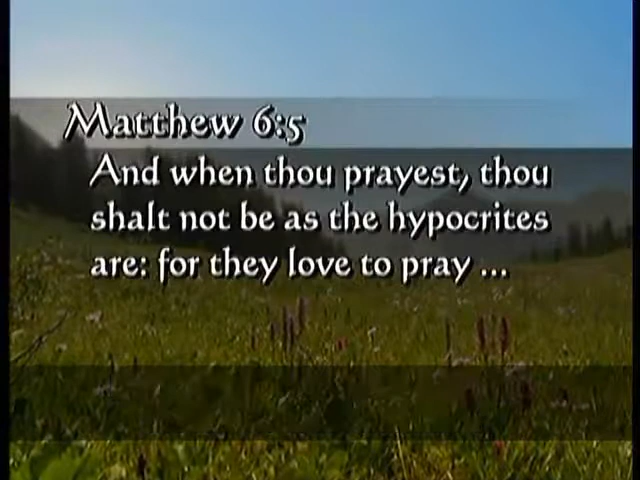 Matthew 6:5
And when thou prayest, thou
shalt not be as the hypocrites
are: for they love to pray ...